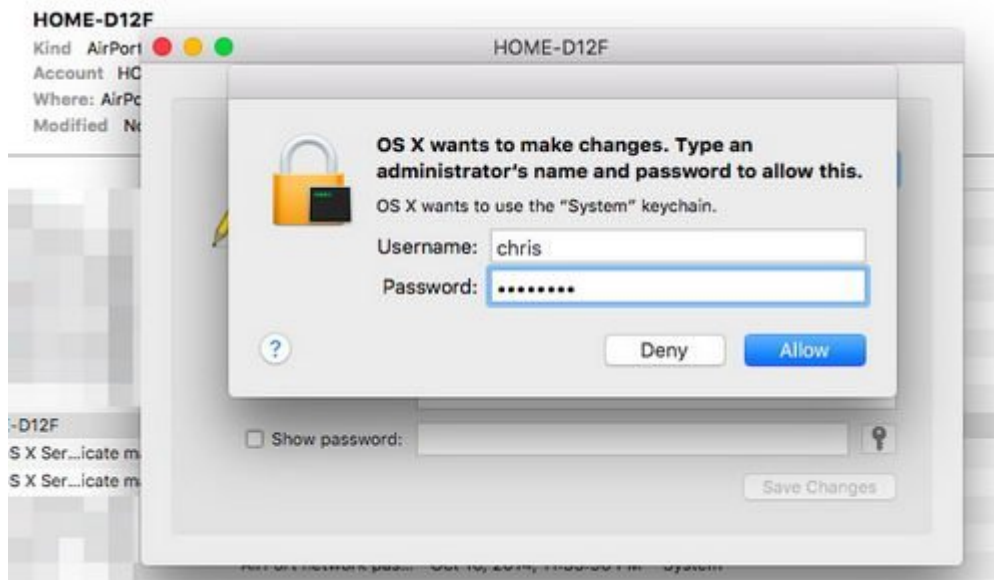 HOME-D12F
Kind AirPort
Account HO
Where: AirPo
Modified No
HOME-D12F
OS X wants to make changes. Type an
administrator's name and password to allow this.
OS X wants to use the “System” keychain.
Username: chris
Password: ••••••••
?
Deny
Allow
-D12F
Show password:
S X Ser...icate m
S X Ser...icate m
Save Changes